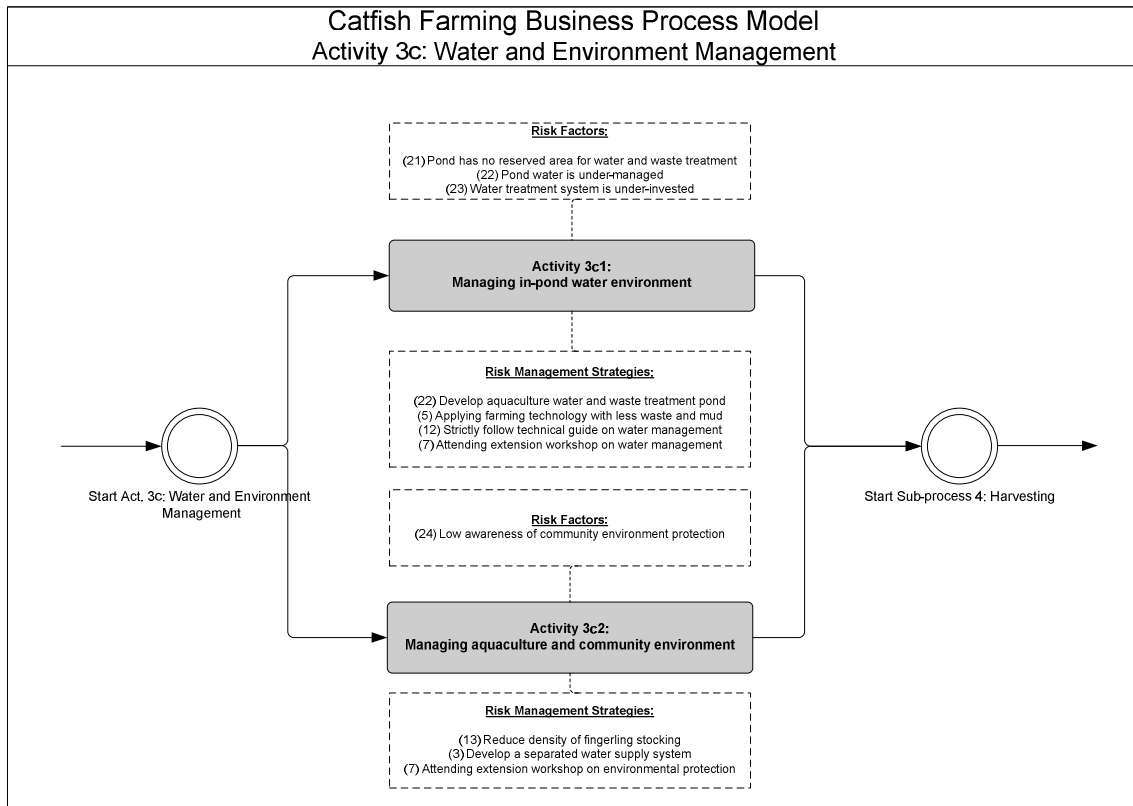 Catfish Farming Business Process Model
Activity 3c: Water and Environment Management
Risk Factors:
(21) Pond has no reserved area for water and waste treatment
(22) Pond water is under-managed
(23) Water treatment system is under-invested
Activity 3c1:
Managing in-pond water environment
Risk Management Strategies:
(22) Develop aquaculture water and waste treatment pond
(5) Applying farming technology with less waste and mud
(12) Strictly follow technical guide on water management
(7) Attending extension workshop on water management
Start Act. 3c: Water and Environment
Management
Start Sub-process 4: Harvesting
Risk Factors:
(24) Low awareness of community environment protection
Activity 3c2:
Managing aquaculture and community environment
Risk Management Strategies:
(13) Reduce density of fingerling stocking
(3) Develop a separated water supply system
(7) Attending extension workshop on environmental protection